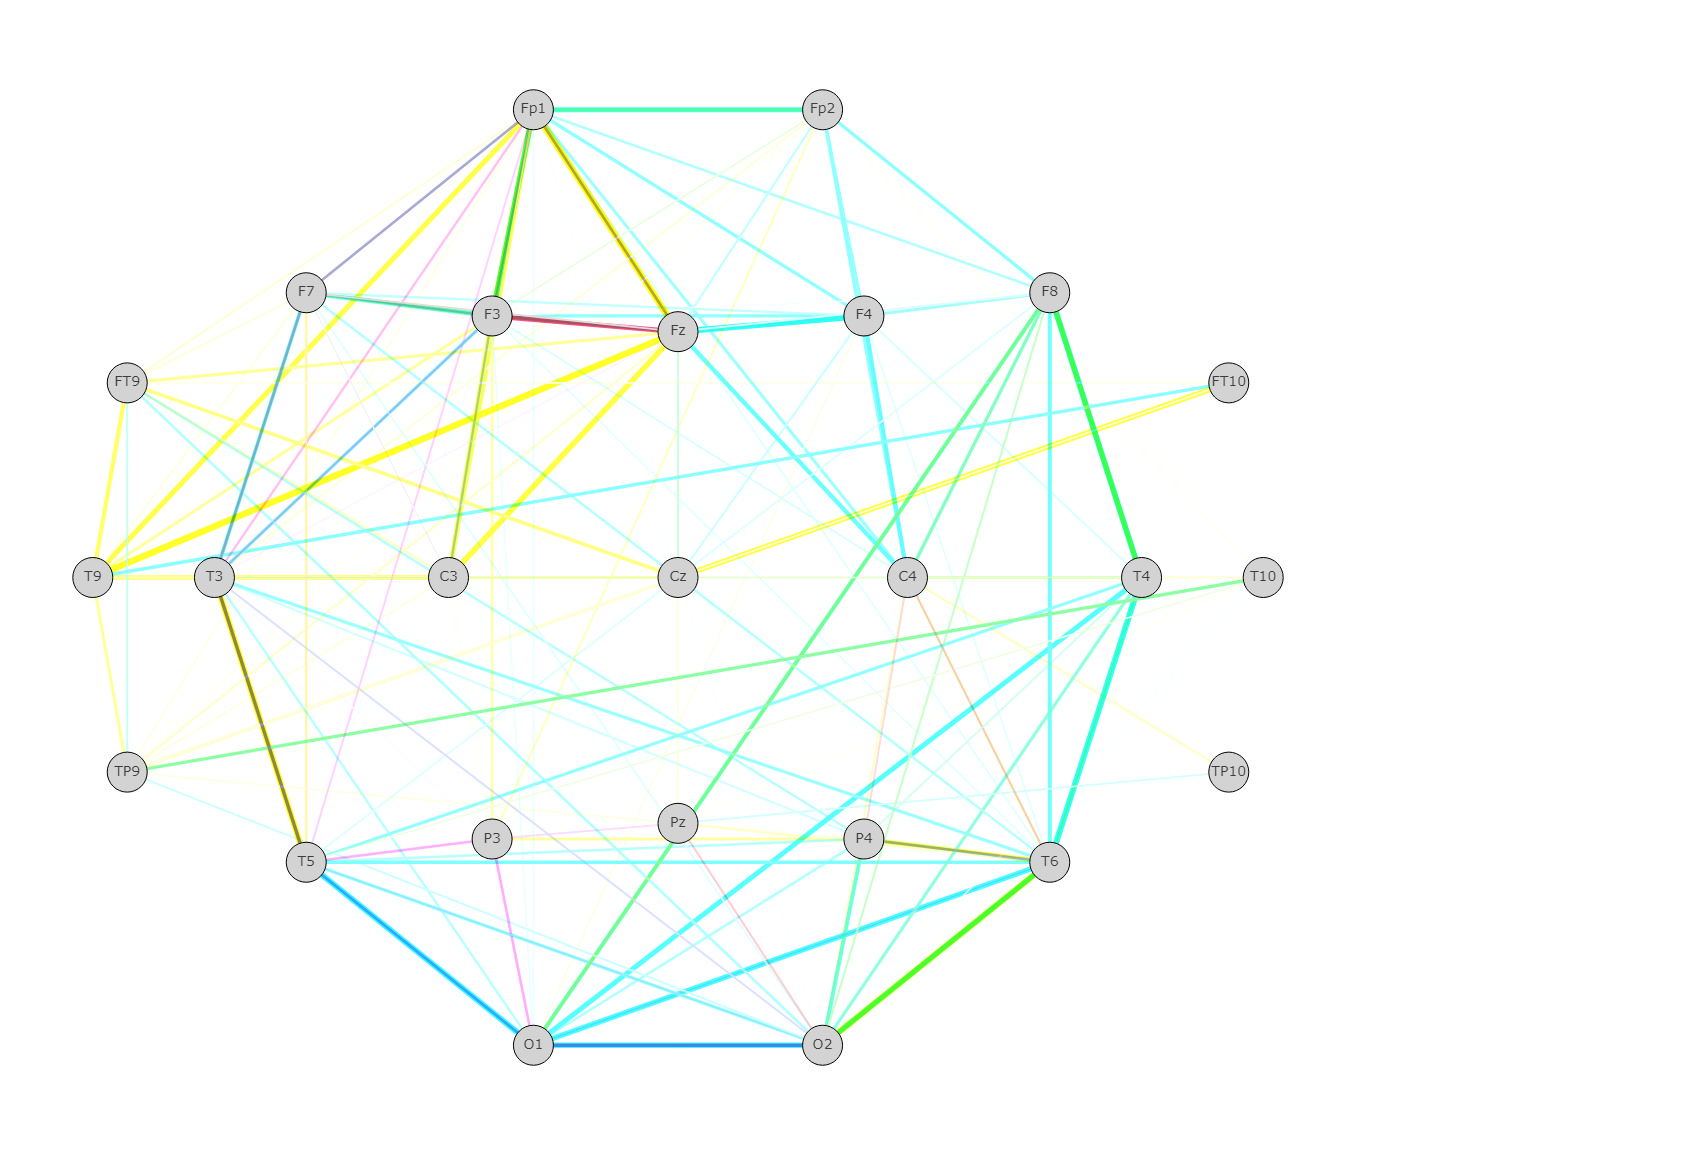 Fp1 Fp2
F7 F3 Fz F4 F8
FT9 FT10
T9 T3 C3 Cz C4 T4 T10
TP9 TP10
T5 P3 Pz P4 T6
O1 O2